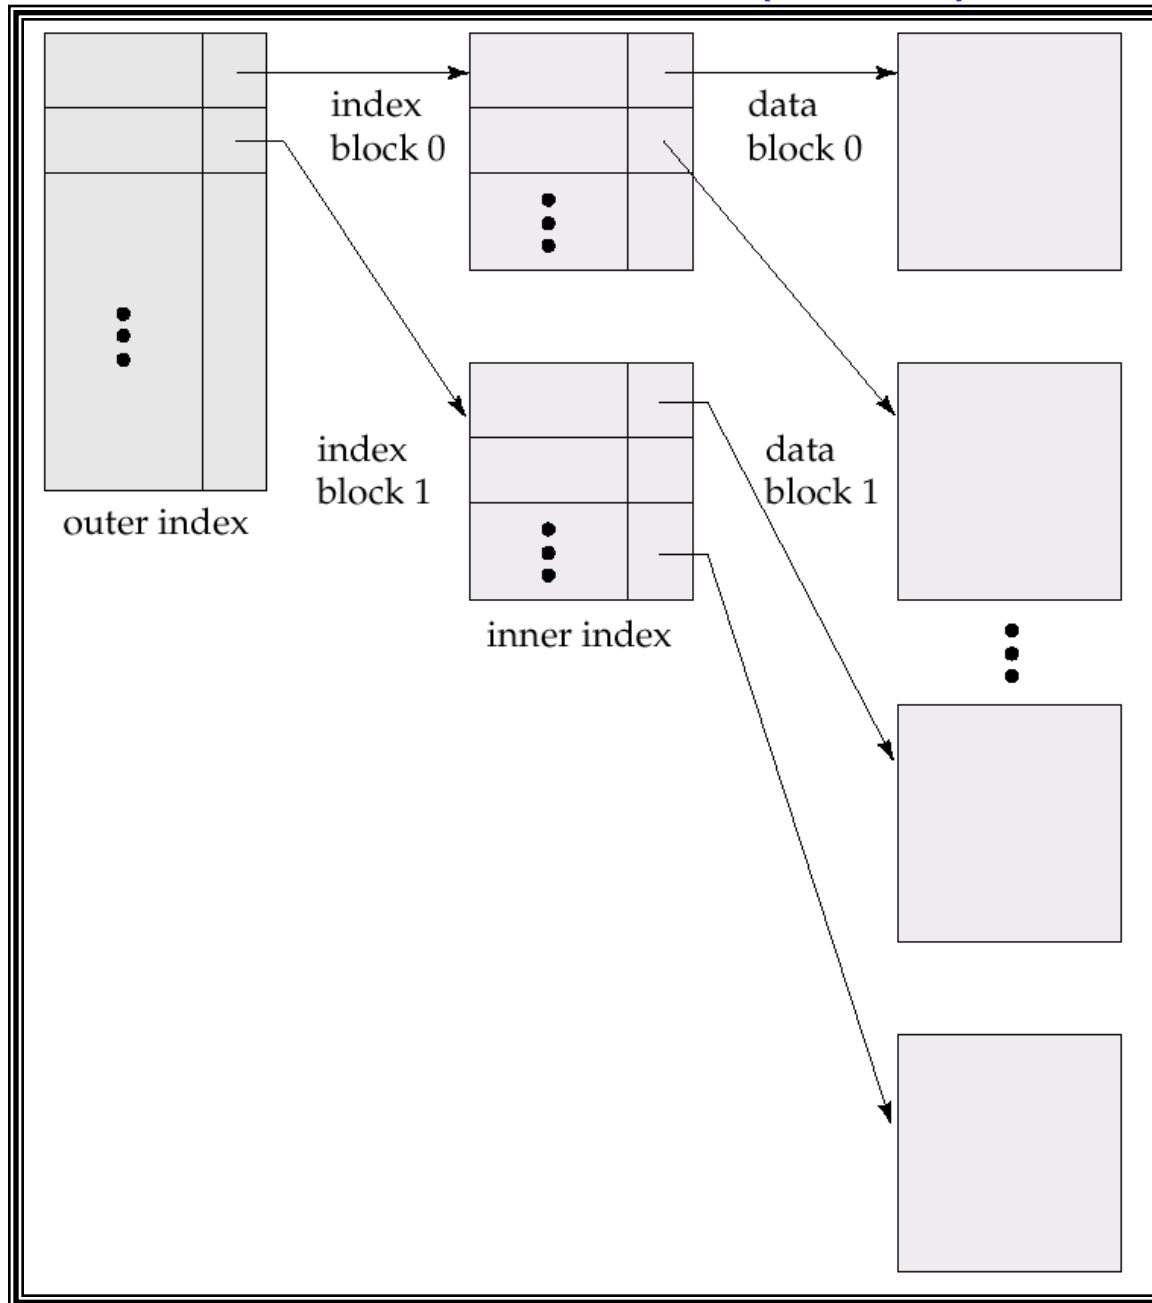 index
block 0
data
block 0
index
block 1
data
block 1
outer index
inner index